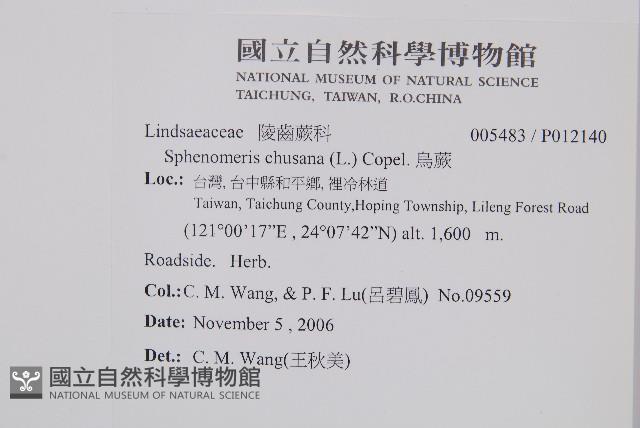 國立自然科學博物館
NATIONAL MUSEUM OF NATURAL SCIENCE
TAICHUNG, TAIWAN, R.O.CHINA
Lindsaeaceae 陵齒蕨科 005483 / P012140
Sphenomeris chusana (L.) Copel. 烏蕨
Loc.: 台灣, 台中縣和平鄉, 裡冷林道
Taiwan, Taichung County,Hoping Township, Lileng Forest Road
(121°00'17”E , 24°07'42”N) alt. 1,600 m.
Roadside. Herb.
Col.:C. M. Wang, & P. F. Lu(呂碧鳳) No.09559
Date: November 5 , 2006
Det.: C. M. Wang(王秋美)
國立自然科學博物館
NATIONAL MUSEUM OF NATURAL SCIENCE